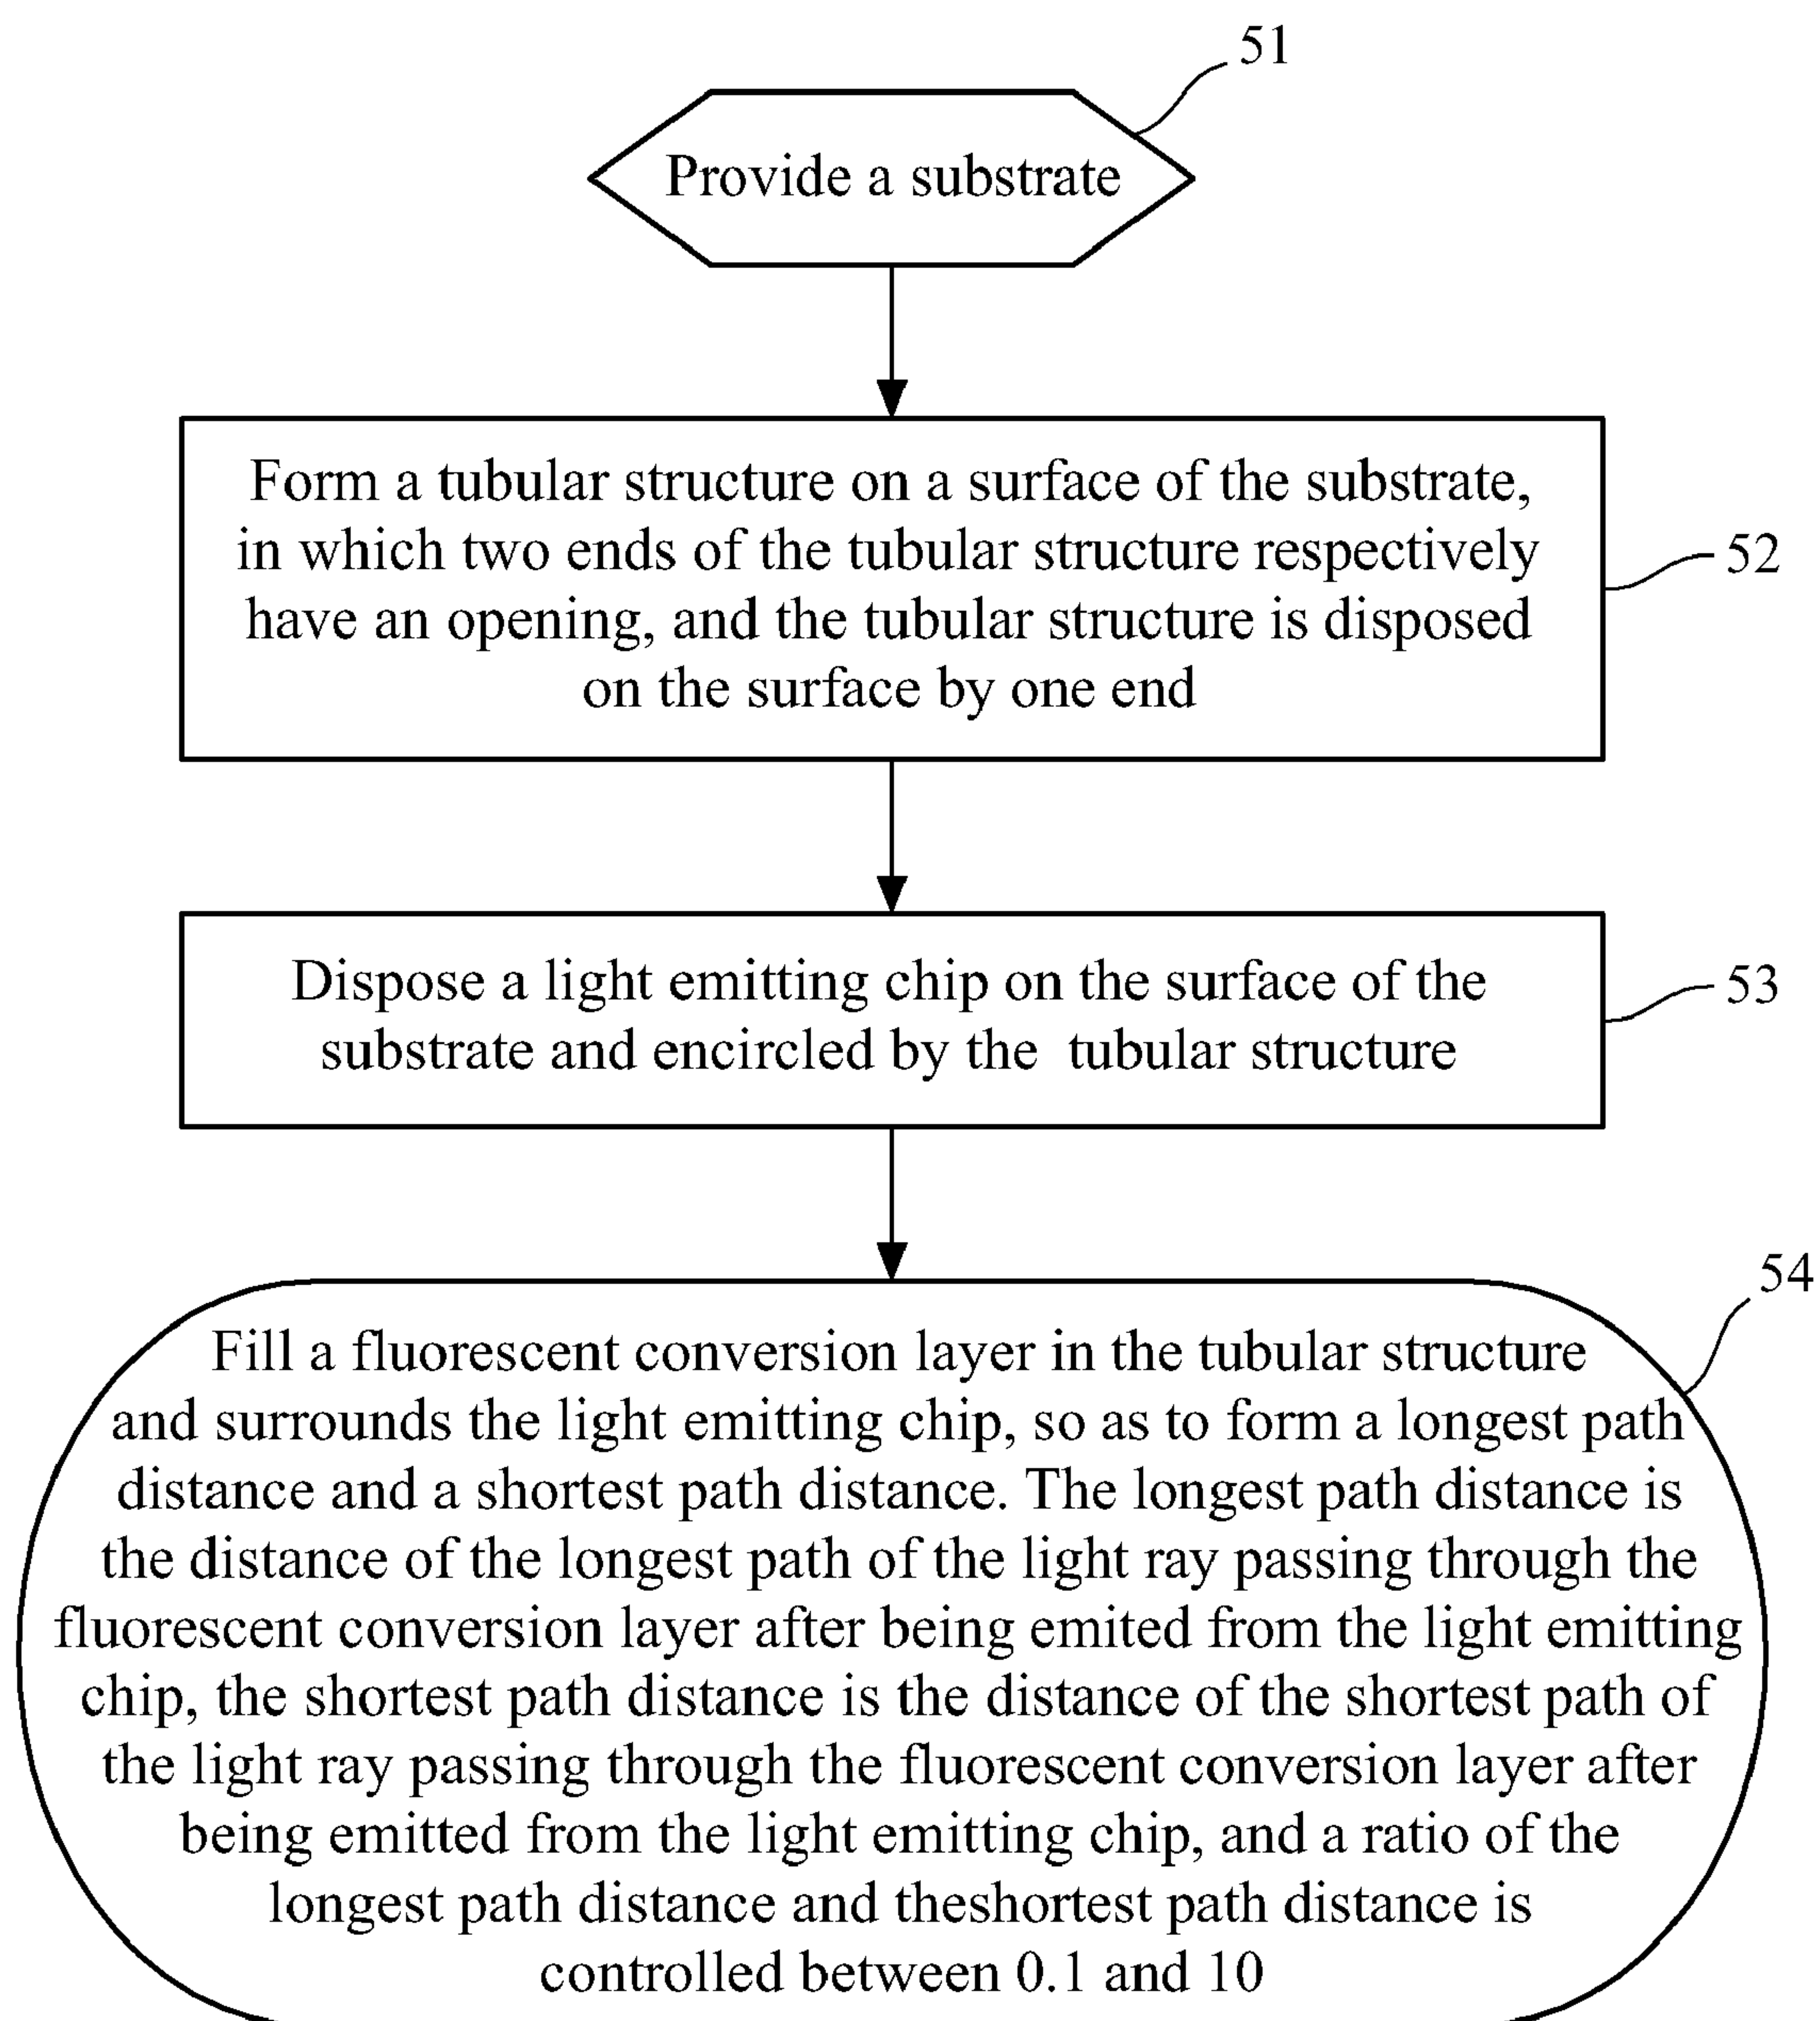 51
Provide a substrate
Form a tubular structure on a surface of the substrate,
in which two ends of the tubular structure respectively
have an opening, and the tubular structure is disposed
on the surface by one end
52
Dispose a light emitting chip on the surface of the
substrate and encircled by the tubular structure
53
54
Fill a fluorescent conversion layer in the tubular structure
and surrounds the light emitting chip, so as to form a longest path
distance and a shortest path distance. The longest path distance is
the distance of the longest path of the light ray passing through the
fluorescent conversion layer after being emited from the light emitting
chip, the shortest path distance is the distance of the shortest path of
the light ray passing through the fluorescent conversion layer after
being emitted from the light emitting chip, and a ratio of the
longest path distance and theshortest path distance is
controlled between 0.1 and 10